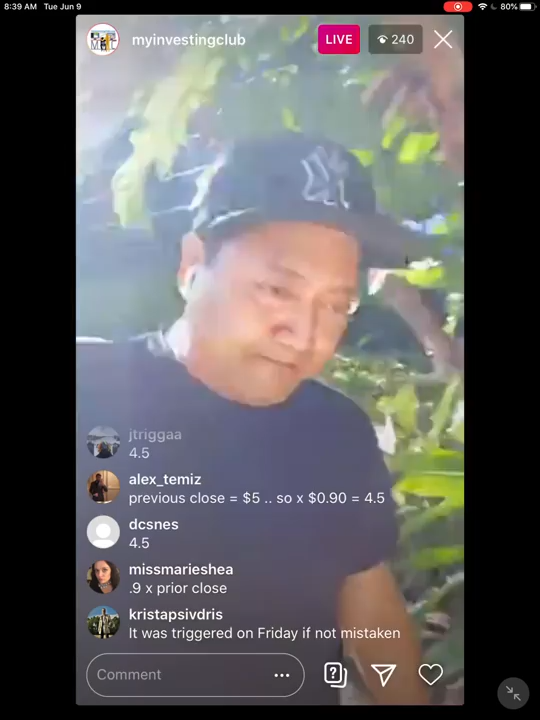 8:39 AM Tue Jun 9
80%
myinvestingclub
LIVE
240
NY
jtriggaa
4.5
alex_temiz
previous close = $5 .. so x $0.90 = 4.5
dcsnes
4.5
missmarieshea
.9 x prior close
kristapsivdris
It was triggered on Friday if not mistaken
Comment